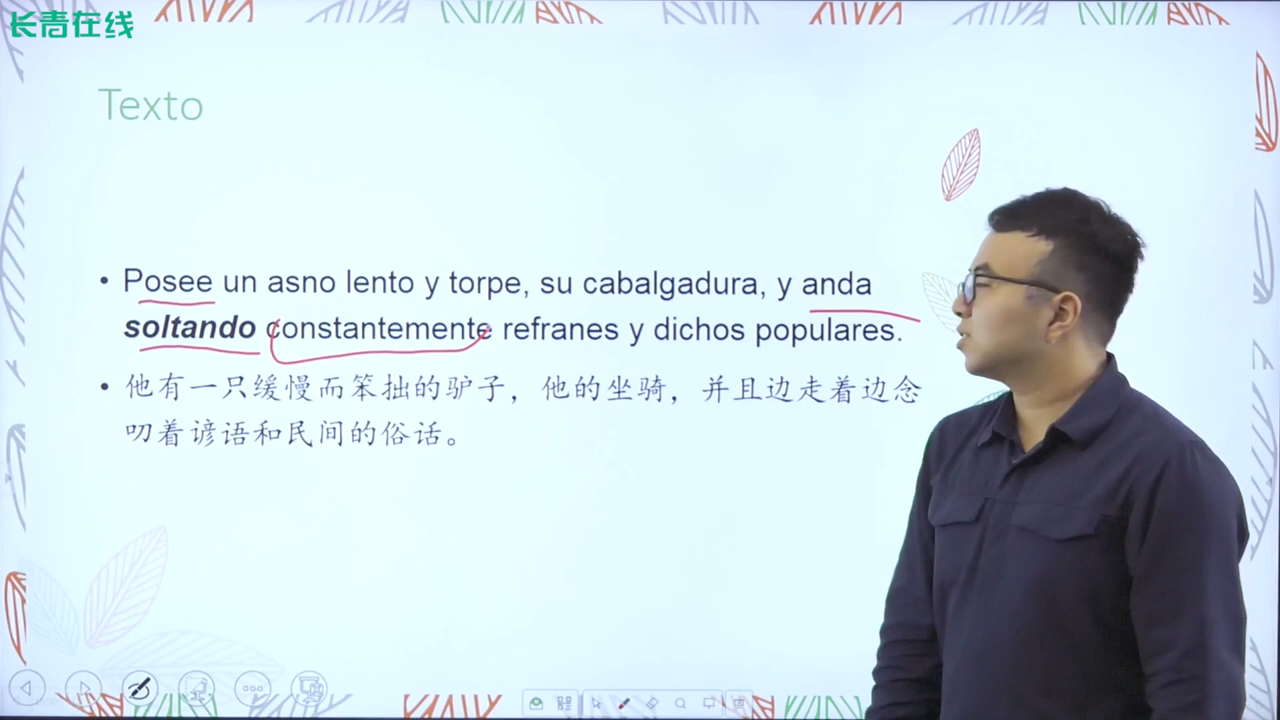 长青在线
Texto
• Posee un asno lento y torpe, su cabalgadura, y anda
soltando constantemente refranes y dichos populares.
• 他有一只缓慢而笨拙的驴子，他的坐骑，并且边走着边念
叨着谚语和民间的俗话。